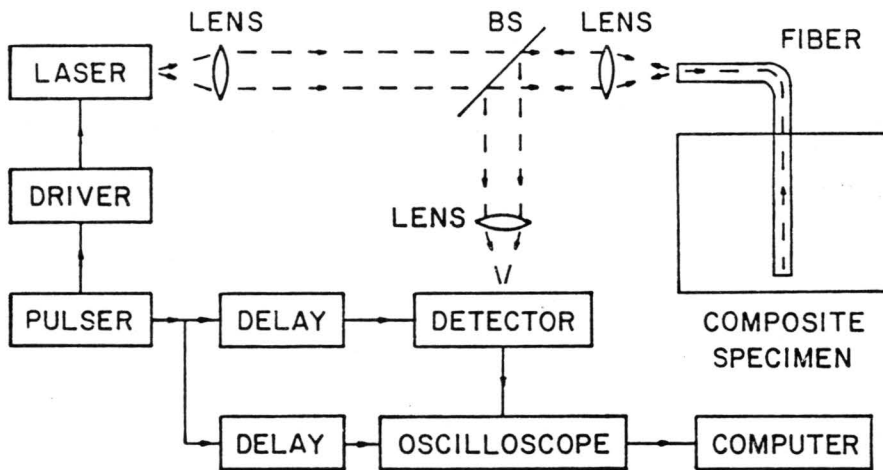 LENS
BS
LENS
FIBER
LASER
DRIVER
LENS
PULSER
DELAY
DETECTOR
COMPOSITE
SPECIMEN
DELAY
OSCILLOSCOPE
COMPUTER